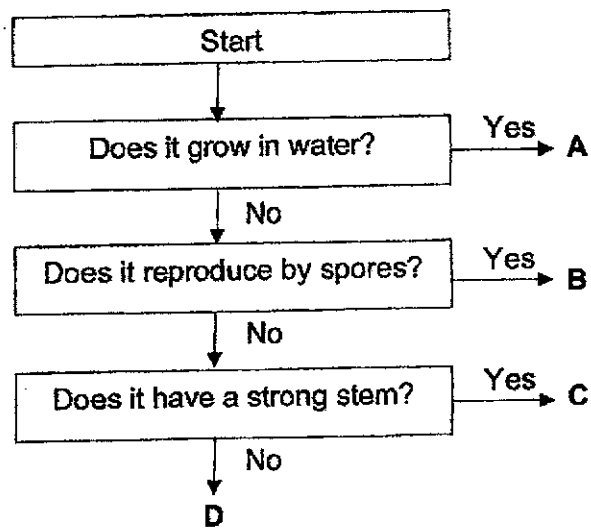 Start
Does it grow in water?
Yes
A
No
Does it reproduce by spores?
Yes
B
No
Does it have a strong stem?
Yes
C
No
D